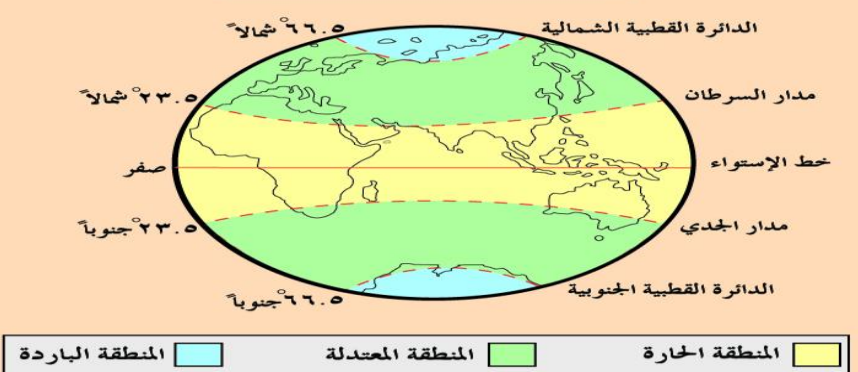 الدائرة القطبية الشمالية
٦٦.٥° شمالاً
مدار السرطان
٢٣.٥° شمالاً
خط الإستواء
صفر
مدار الجدي
٢٣.٥° جنوباً
الدائرة القطبية الجنوبية
٦٦.٥° جنوباً
المنطقة الحارة
المنطقة المعتدلة
المنطقة الباردة